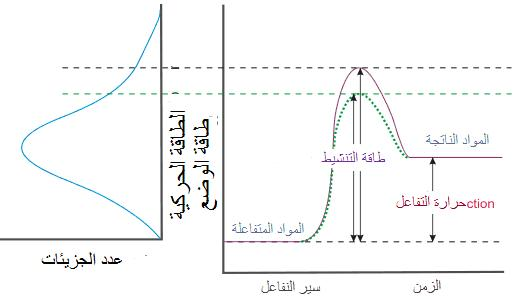 الطاقة الحركية
طاقة الوضع
المواد الناتجة
طاقة التنشيط
حرارة التفاعلction
المواد المتفاعلة
عدد الجزيئات
سير التفاعل
الزمن